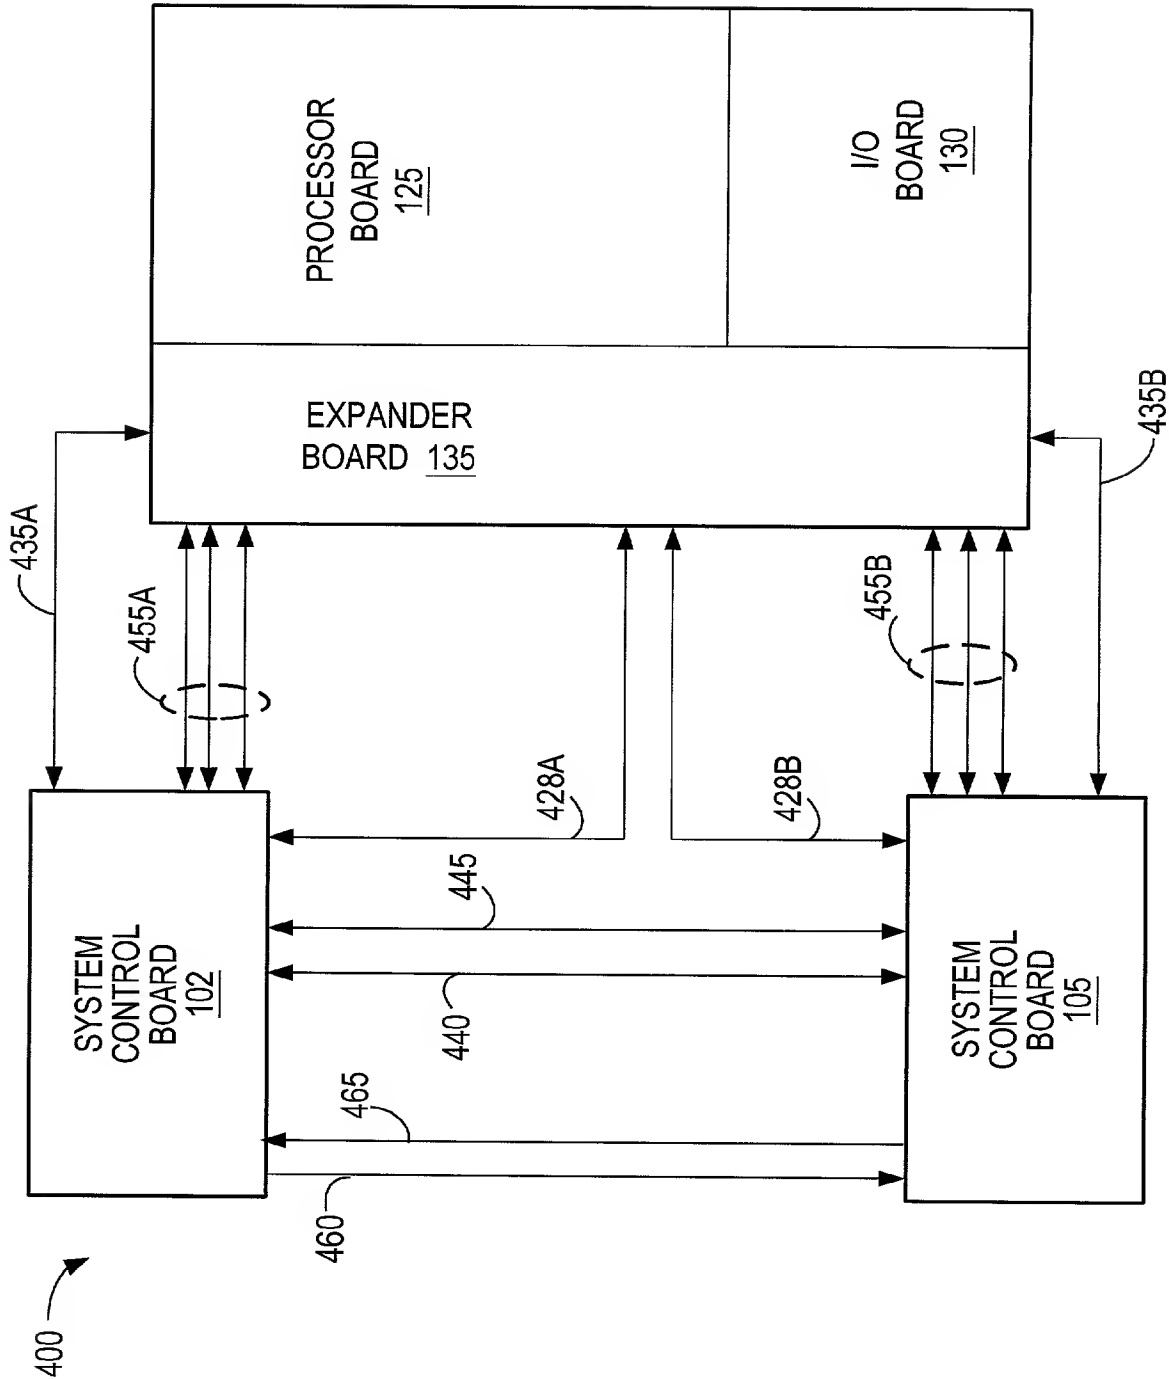 400
SYSTEM
CONTROL
BOARD
102
435A
455A
428A
445
440
465
460
428B
455B
435B
SYSTEM
CONTROL
BOARD
105
EXPANDER
BOARD 135
PROCESSOR
BOARD
125
I/O
BOARD
130